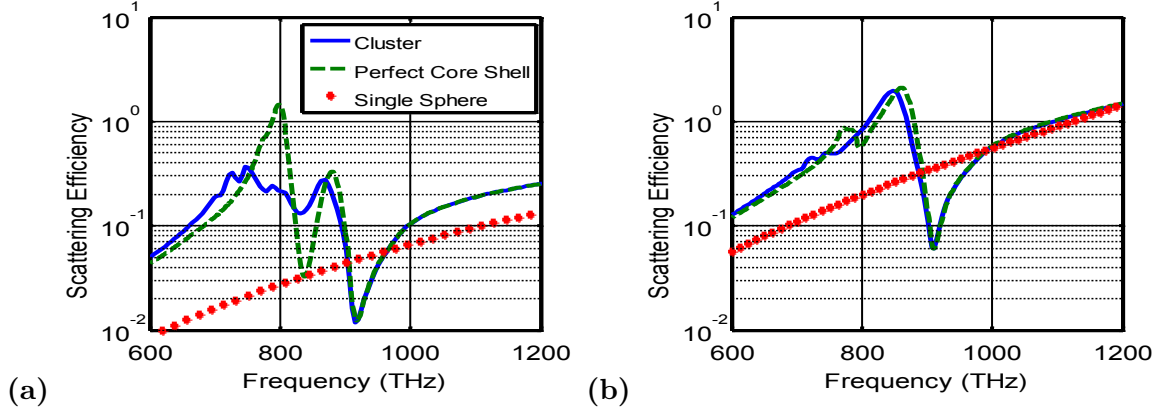 10^1
10^0
10^-1
10^-2
Scattering Efficiency
Cluster
Perfect Core Shell
Single Sphere
600 800 1000 1200
Frequency (THz)
(a)
10^1
10^0
10^-1
10^-2
Scattering Efficiency
600 800 1000 1200
Frequency (THz)
(b)